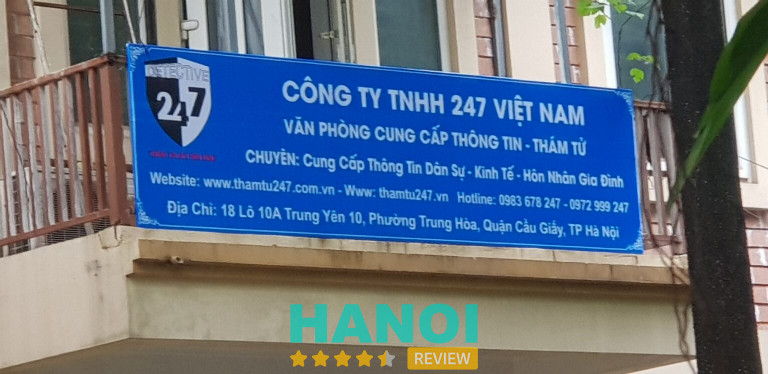 DETECTIVE
247
CÔNG TY TNHH 247 VIỆT NAM
VĂN PHÒNG CUNG CẤP THÔNG TIN - THÁM TỬ
CHUYÊN: Cung Cấp Thông Tin Dân Sự - Kinh Tế - Hôn Nhân Gia Đình
Website: www.thamtu247.com.vn - Www: thamtu247.vn Hotline: 0983 678 247 - 0972 999 247
Địa Chỉ: 18 Lô 10A Trung Yên 10, Phường Trung Hòa, Quận Cầu Giấy, TP Hà Nội
HANOI
REVIEW